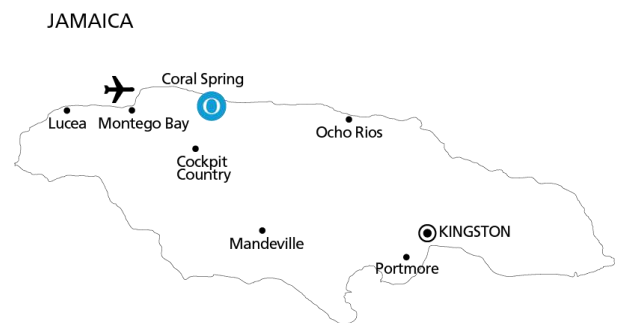 JAMAICA
Coral Spring
O
Lucea
Montego Bay
Ocho Rios
Cockpit
Country
Mandeville
KINGSTON
Portmore